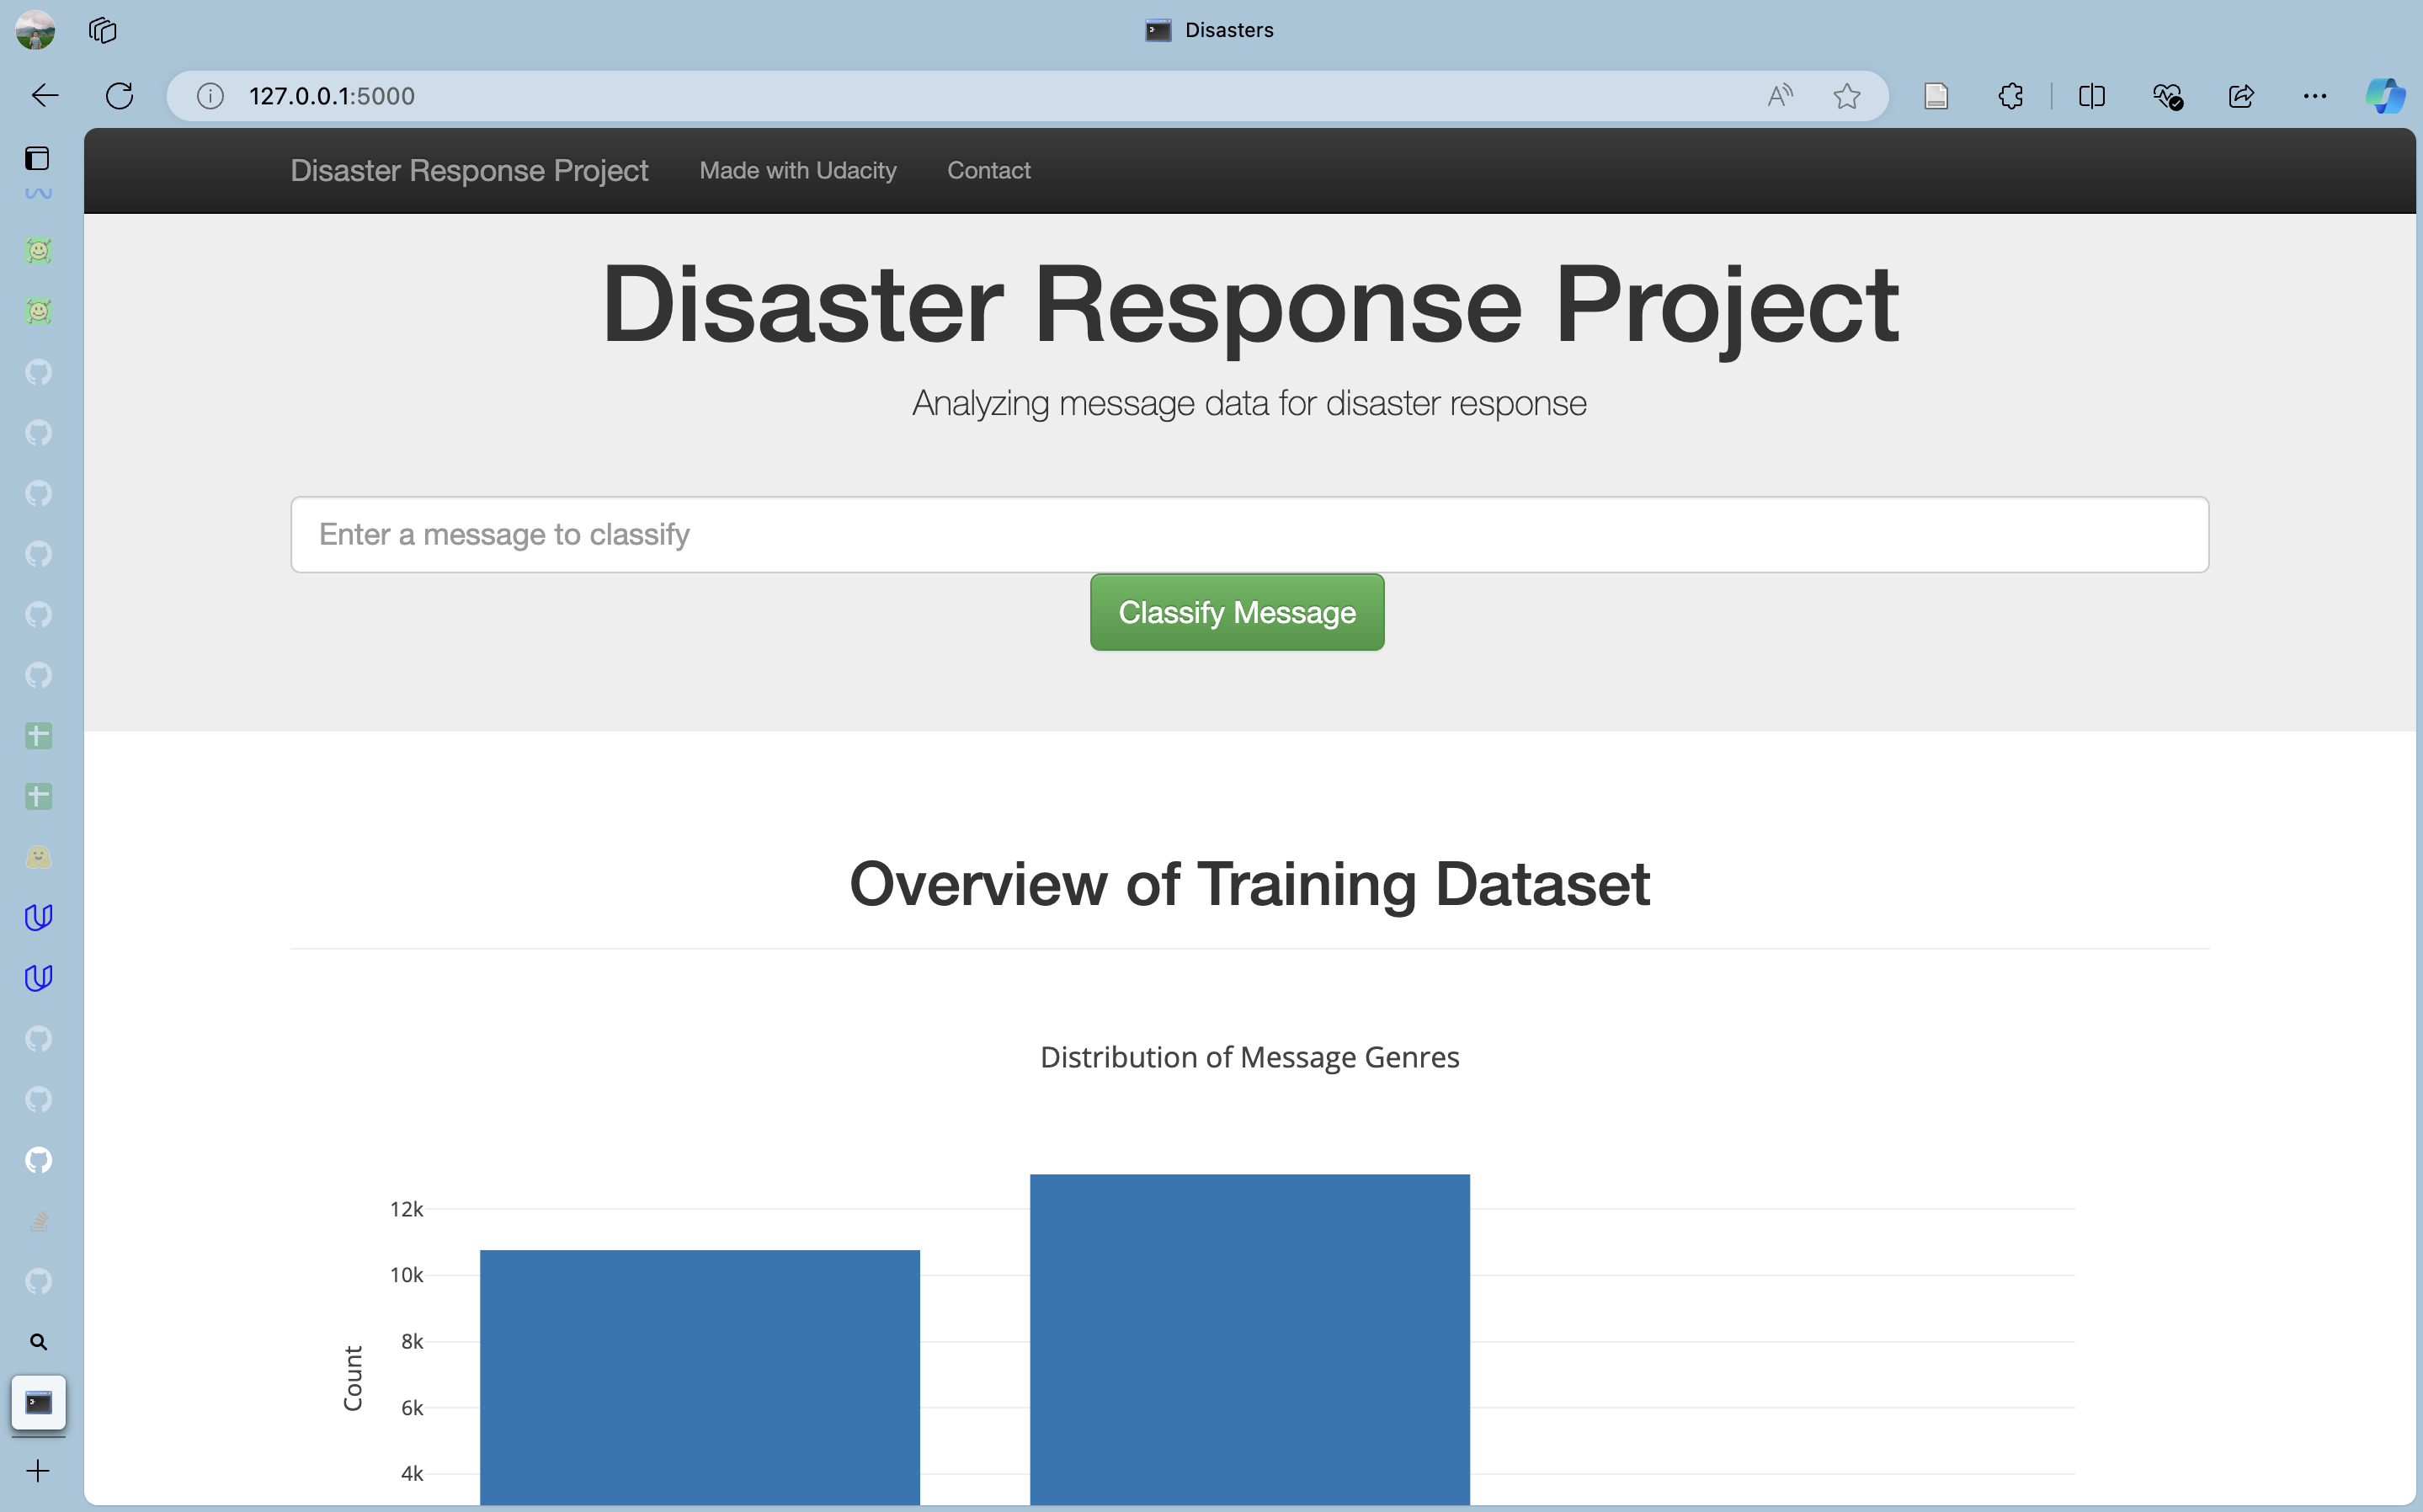 Disasters
127.0.0.1:5000
Disaster Response Project
Made with Udacity
Contact
Disaster Response Project
Analyzing message data for disaster response
Enter a message to classify
Classify Message
Overview of Training Dataset
Distribution of Message Genres
12k
10k
8k
6k
4k
Count